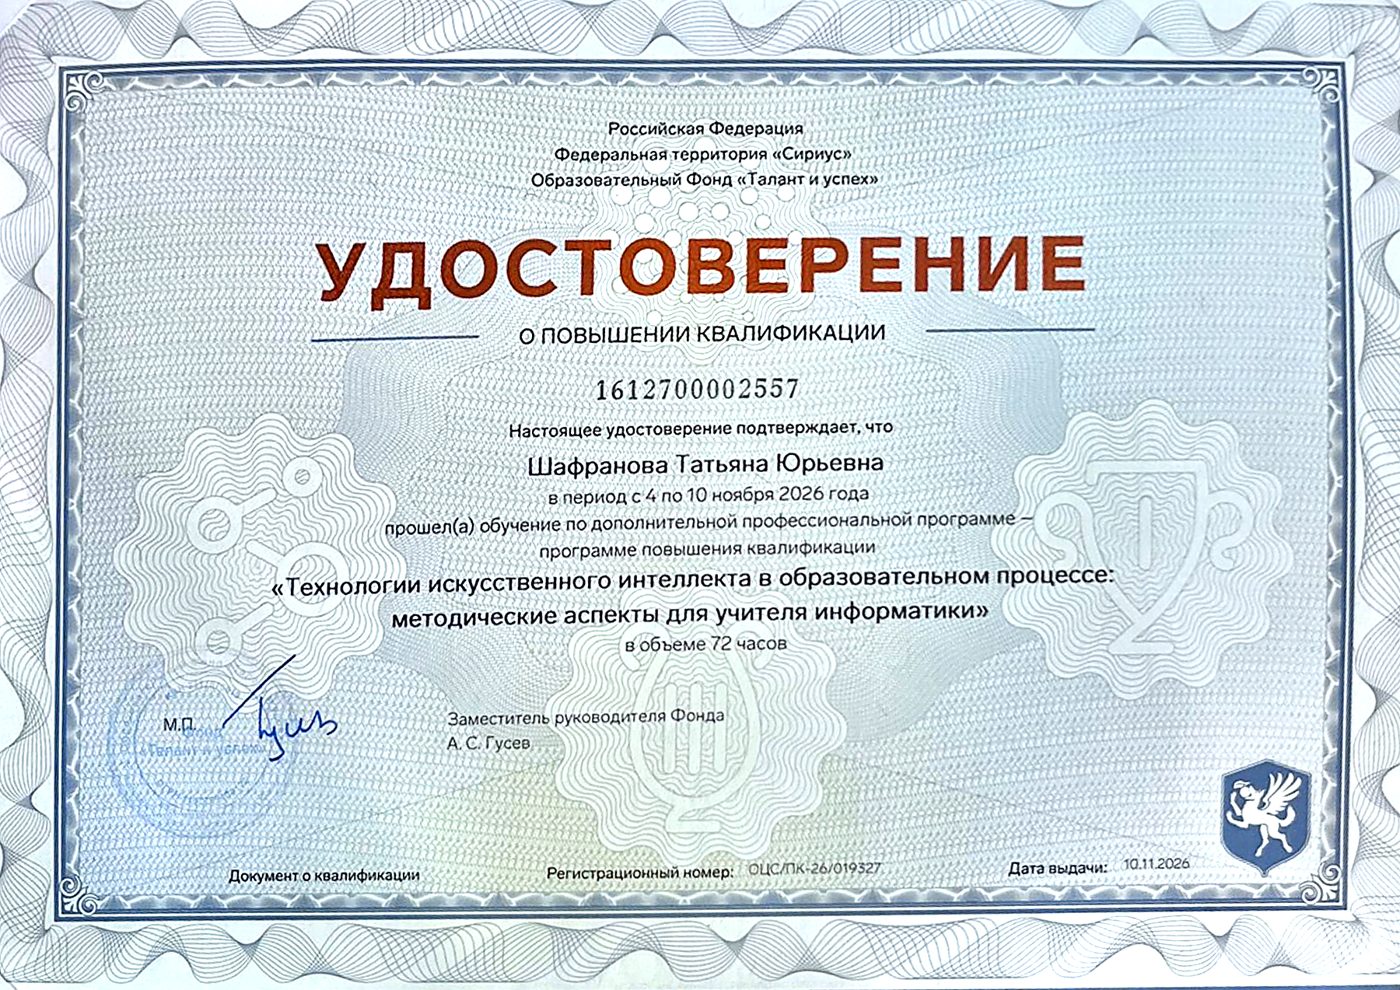 Российская Федерация
Федеральная территория «Сириус»
Образовательный Фонд «Талант и успех»
УДОСТОВЕРЕНИЕ
О ПОВЫШЕНИИ КВАЛИФИКАЦИИ
1612700002557
Настоящее удостоверение подтверждает, что
Шафранова Татьяна Юрьевна
в период с 4 по 10 ноября 2026 года
прошел(а) обучение по дополнительной профессиональной программе –
программе повышения квалификации
«Технологии искусственного интеллекта в образовательном процессе:
методические аспекты для учителя информатики»
в объеме 72 часов
М.П.
Фонд
«Талант и успех»
Заместитель руководителя Фонда
А. С. Гусев
Документ о квалификации
Регистрационный номер: ОЦС/ПК-26/019327
Дата выдачи: 10.11.2026